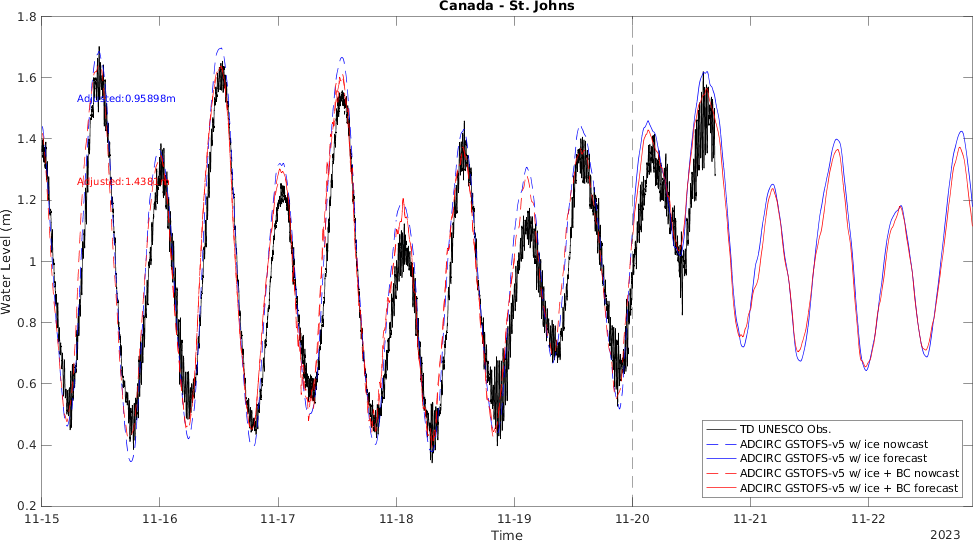 Canada - St. Johns
1.8
1.6
1.4
1.2
1
0.8
0.6
0.4
0.2
Water Level (m)
Adjusted:0.95898m
11-15
11-16
11-17
11-18
11-19
11-20
11-21
11-22
Time
2023
TD UNESCO Obs.
ADCIRC GSTOFS-v5 w/ ice nowcast
ADCIRC GSTOFS-v5 w/ ice forecast
ADCIRC GSTOFS-v5 w/ ice + BC nowcast
ADCIRC GSTOFS-v5 w/ ice + BC forecast